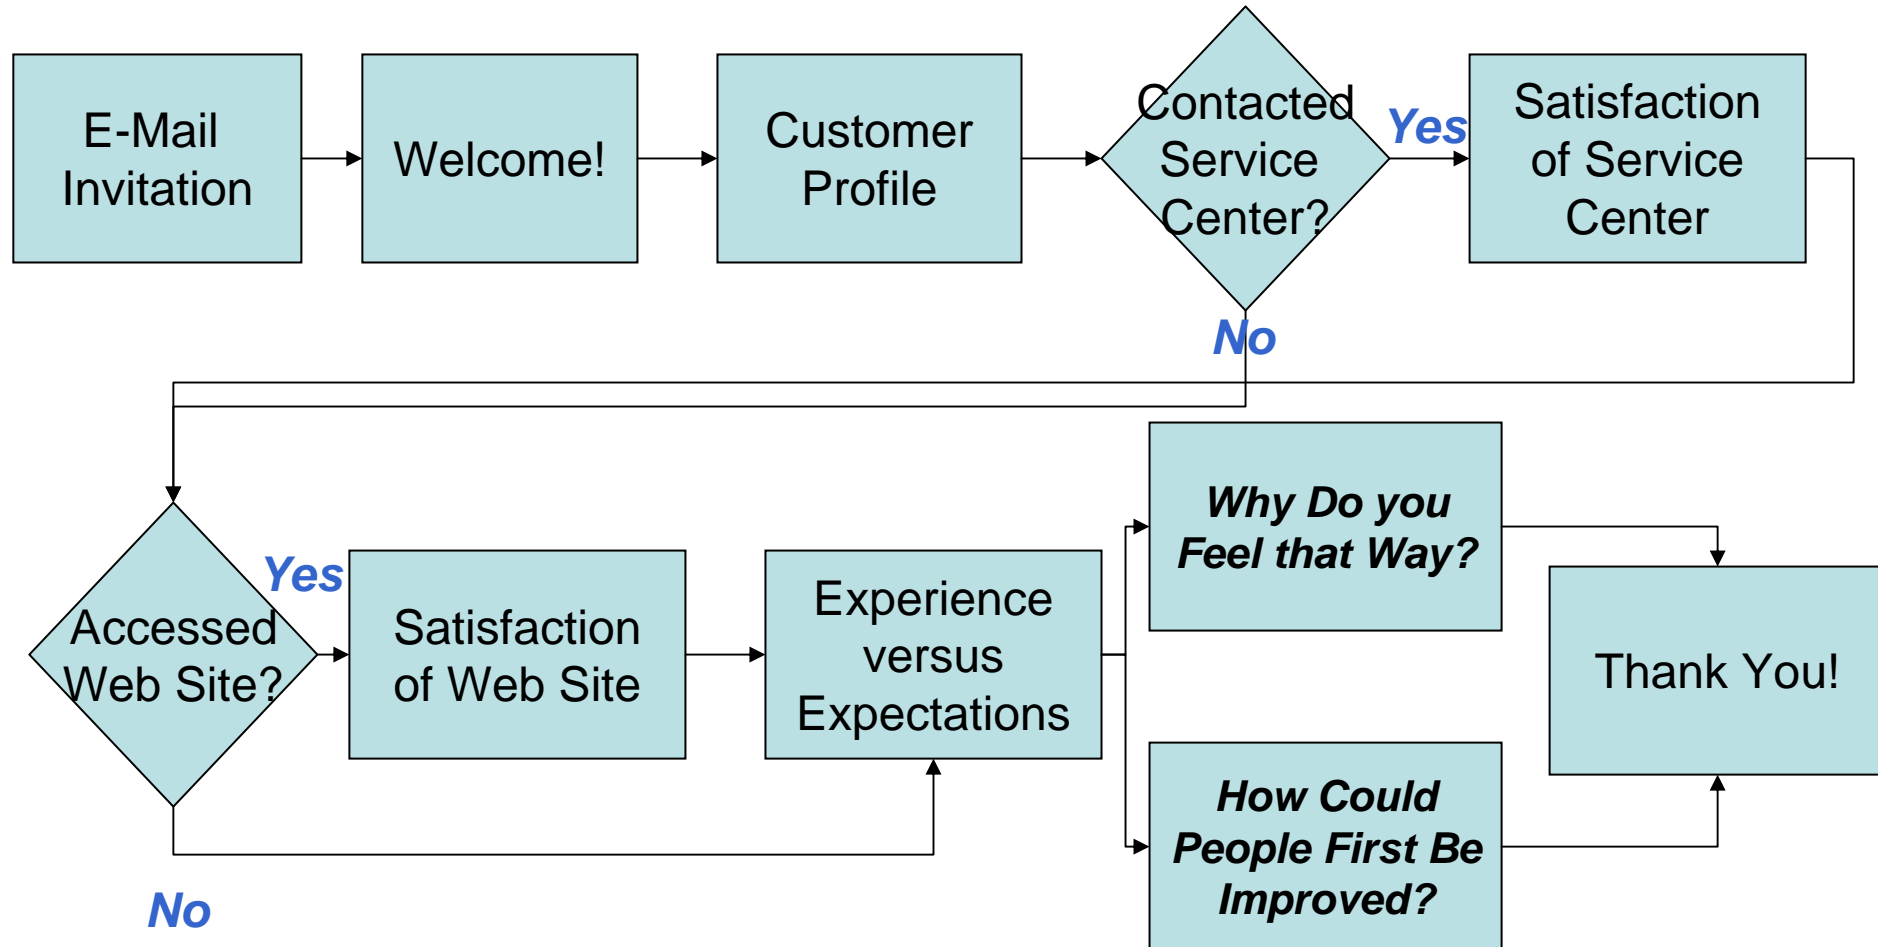 E-Mail
Invitation
Welcome!
Customer
Profile
Contacted
Service
Center?
Yes
Satisfaction
of Service
Center
No
Accessed
Web Site?
Yes
Satisfaction
of Web Site
Experience
versus
Expectations
Why Do you
Feel that Way?
How Could
People First Be
Improved?
Thank You!
No